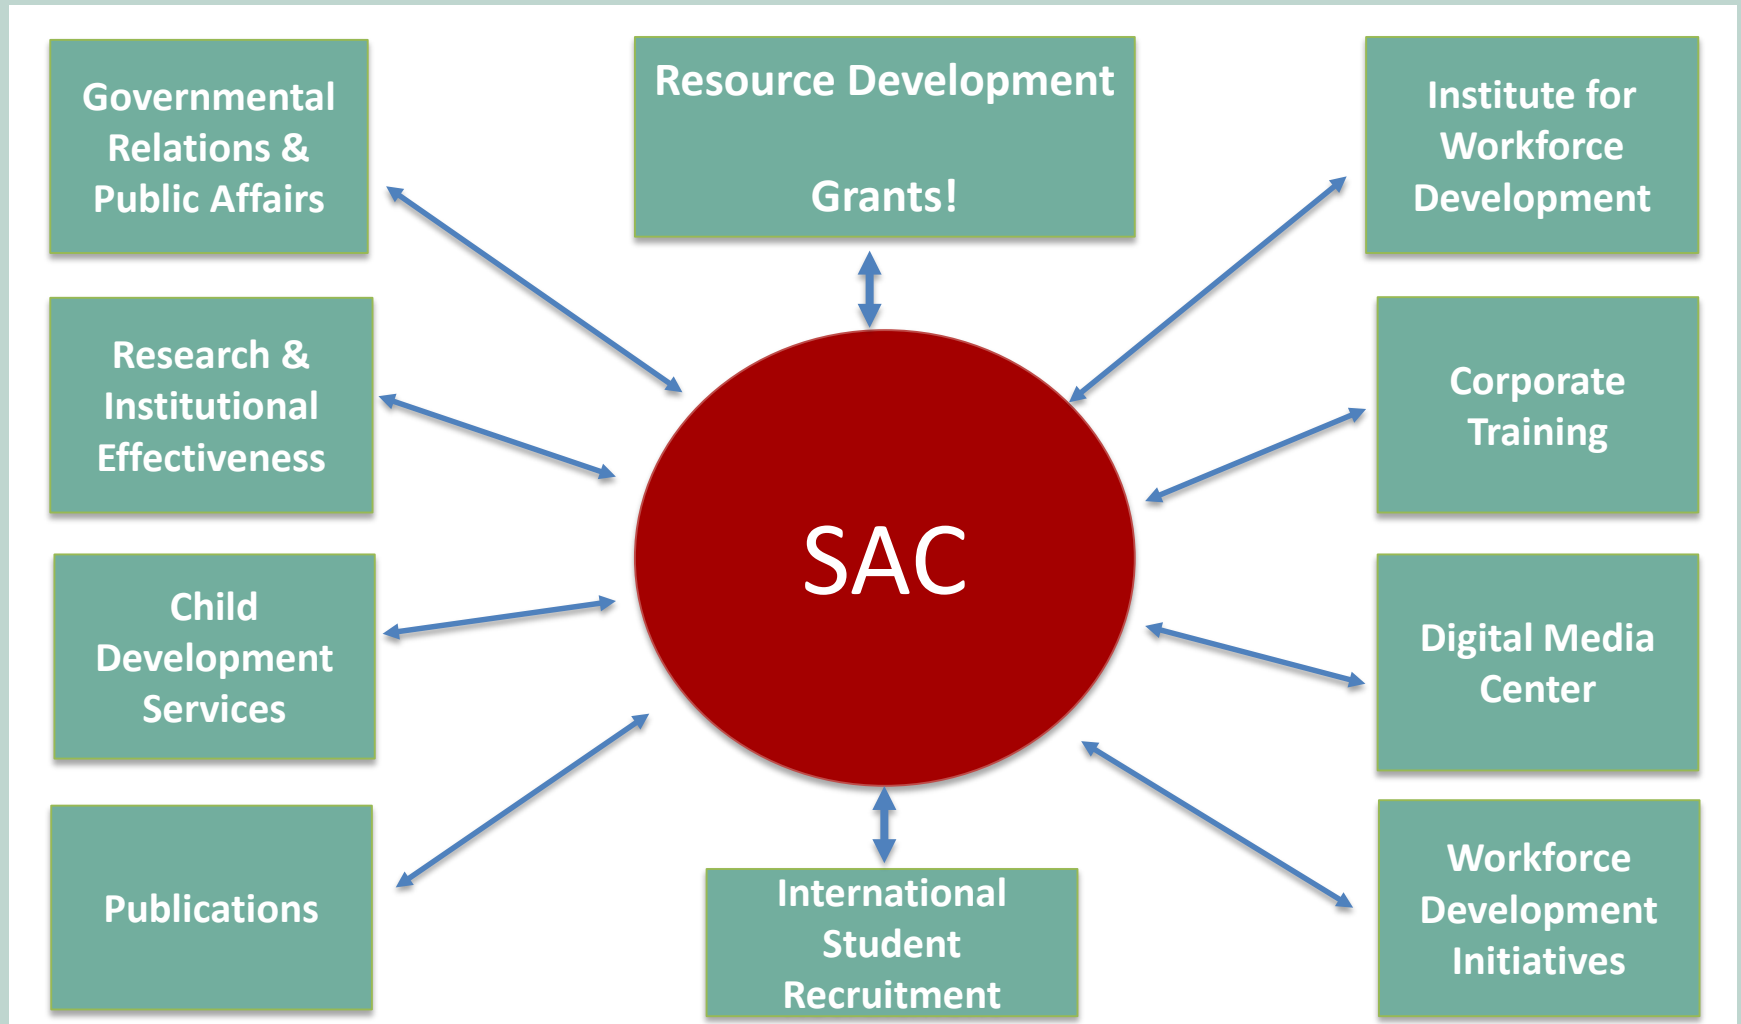 Governmental
Relations &
Public Affairs
Resource Development
Grants!
Institute for
Workforce
Development
Research &
Institutional
Effectiveness
Corporate
Training
SAC
Child
Development
Services
Digital Media
Center
Publications
International
Student
Recruitment
Workforce
Development
Initiatives